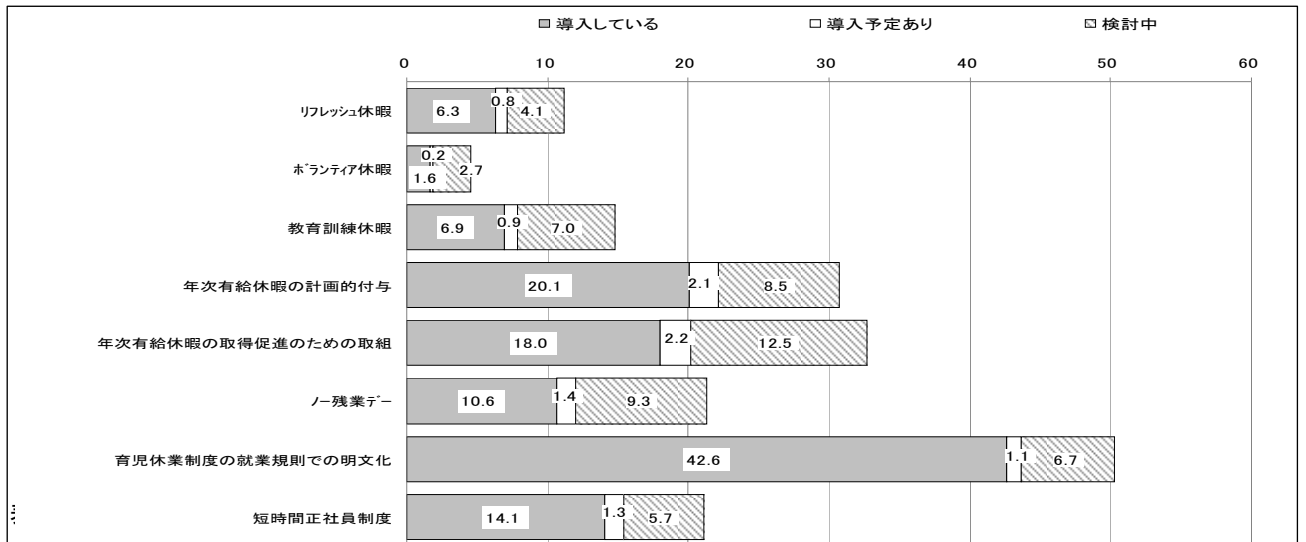 導入している 導入予定あり 検討中
0 10 20 30 40 50 60
リフレッシュ休暇 6.3 0.8 4.1
ボランティア休暇 1.6 0.2 2.7
教育訓練休暇 6.9 0.9 7.0
年次有給休暇の計画的付与 20.1 2.1 8.5
年次有給休暇の取得促進のための取組 18.0 2.2 12.5
ノー残業デー 10.6 1.4 9.3
育児休業制度の就業規則での明文化 42.6 1.1 6.7
短時間正社員制度 14.1 1.3 5.7